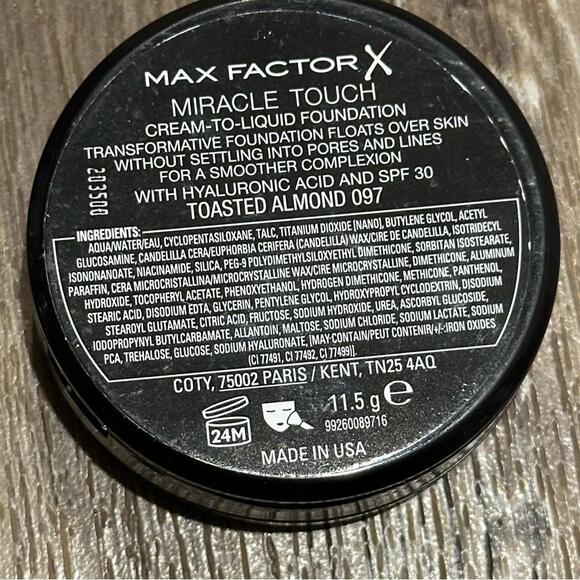 MAX FACTOR X
MIRACLE TOUCH
CREAM-TO-LIQUID FOUNDATION
TRANSFORMATIVE FOUNDATION FLOATS OVER SKIN
WITHOUT SETTLING INTO PORES AND LINES
FOR A SMOOTHER COMPLEXION
WITH HYALURONIC ACID AND SPF 30
TOASTED ALMOND 097
INGREDIENTS:
AQUA/WATER/EAU, CYCLOPENTASILOXANE, TALC, TITANIUM DIOXIDE [NANO], BUTYLENE GLYCOL, ACETYL
GLUCOSAMINE, CANDELILLA CERA/EUPHORBIA CERIFERA (CANDELILLA) WAX/CIRE DE CANDELILLA, ISOTRIDECYL
ISONONANOATE, NIACINAMIDE, SILICA, PEG-9 POLYDIMETHYLSILOXYETHYL DIMETHICONE, SORBITAN ISOSTEARATE,
PARAFFIN, CERA MICROCRISTALLINA/MICROCRYSTALLINE WAX/CIRE MICROCRYSTALLINE, DIMETHICONE, ALUMINUM
HYDROXIDE, TOCOPHERYL ACETATE, PHENOXYETHANOL, HYDROGEN DIMETHICONE, METHICONE, PANTHENOL,
STEARIC ACID, DISODIUM EDTA, GLYCERIN, PENTYLENE GLYCOL, HYDROXYPROPYL CYCLODEXTRIN, DISODIUM
STEAROYL GLUTAMATE, CITRIC ACID, FRUCTOSE, SODIUM HYDROXIDE, UREA, ASCORBYL GLUCOSIDE,
IODOPROPYNYL BUTYLCARBAMATE, ALLANTOIN, MALTOSE, SODIUM CHLORIDE, SODIUM LACTATE, SODIUM
PCA, TREHALOSE, GLUCOSE, SODIUM HYALURONATE, [MAY CONTAIN/PEUT CONTENIR/+/-:IRON OXIDES
(CI 77491, CI 77492, CI 77499)].
COTY, 75002 PARIS / KENT, TN25 4AQ
24M
11.5 g e
99260089716
MADE IN USA